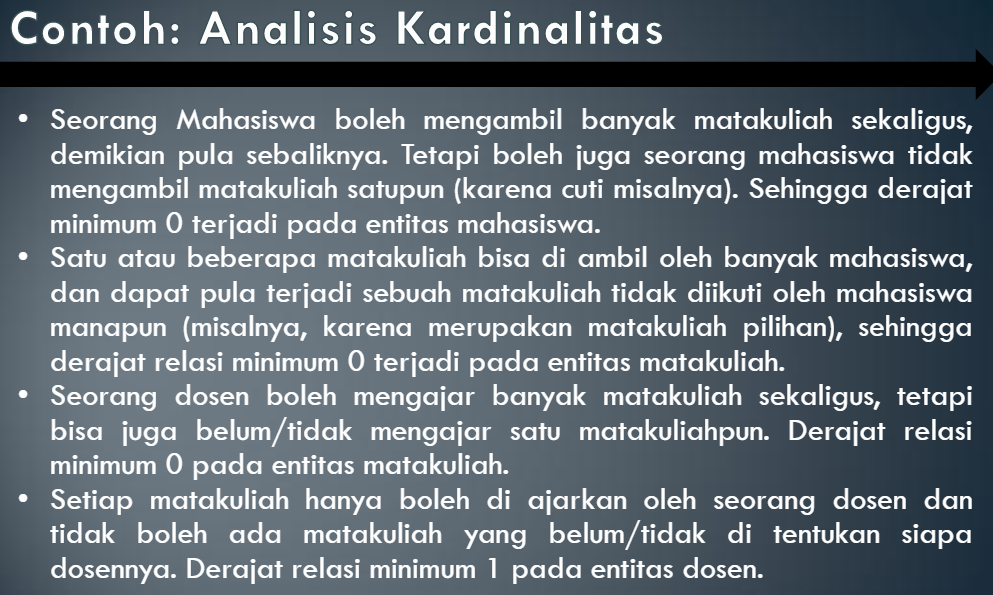 Contoh: Analisis Kardinalitas
• Seorang Mahasiswa boleh mengambil banyak matakuliah sekaligus,
demikian pula sebaliknya. Tetapi boleh juga seorang mahasiswa tidak
mengambil matakuliah satupun (karena cuti misalnya). Sehingga derajat
minimum 0 terjadi pada entitas mahasiswa.
• Satu atau beberapa matakuliah bisa di ambil oleh banyak mahasiswa,
dan dapat pula terjadi sebuah matakuliah tidak diikuti oleh mahasiswa
manapun (misalnya, karena merupakan matakuliah pilihan), sehingga
derajat relasi minimum 0 terjadi pada entitas matakuliah.
• Seorang dosen boleh mengajar banyak matakuliah sekaligus, tetapi
bisa juga belum/tidak mengajar satu matakuliahpun. Derajat relasi
minimum 0 pada entitas matakuliah.
• Setiap matakuliah hanya boleh di ajarkan oleh seorang dosen dan
tidak boleh ada matakuliah yang belum/tidak di tentukan siapa
dosennya. Derajat relasi minimum 1 pada entitas dosen.